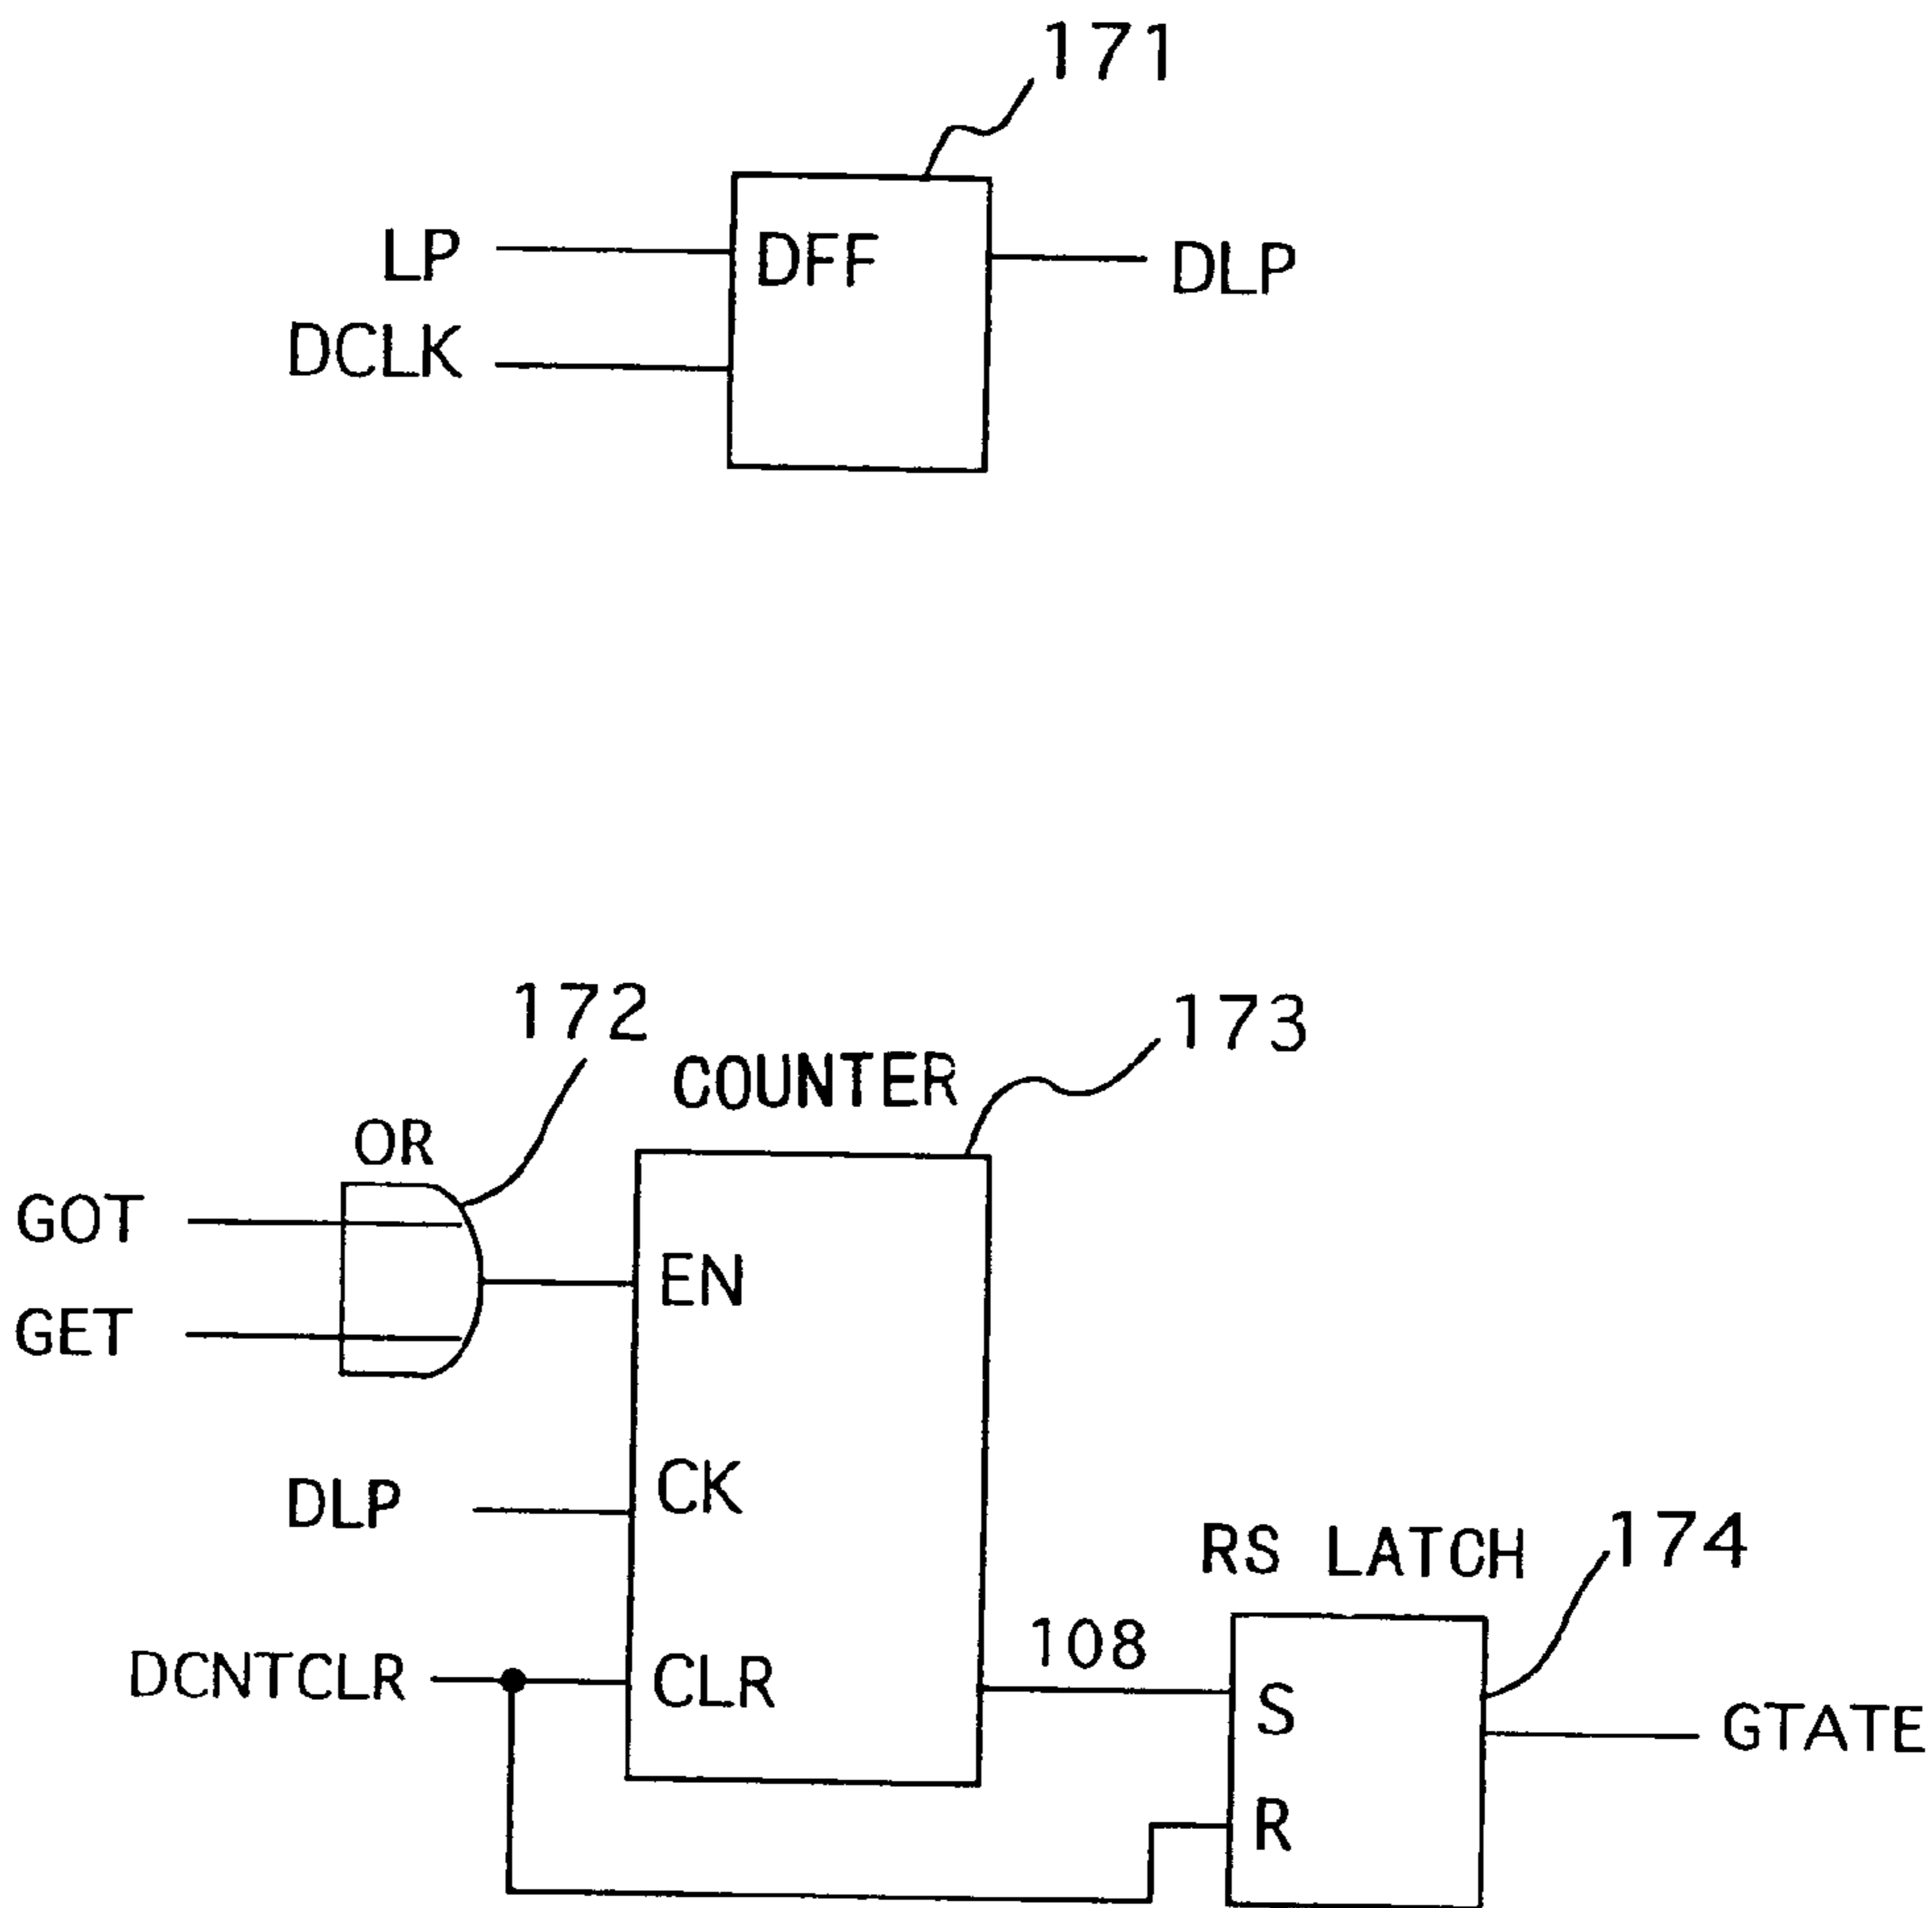 171
LP
DFF
DLP
DCLK
172
173
COUNTER
OR
GOT
EN
GET
CK
DLP
RS LATCH
174
108
DCNTCLR
CLR
S
GTATE
R